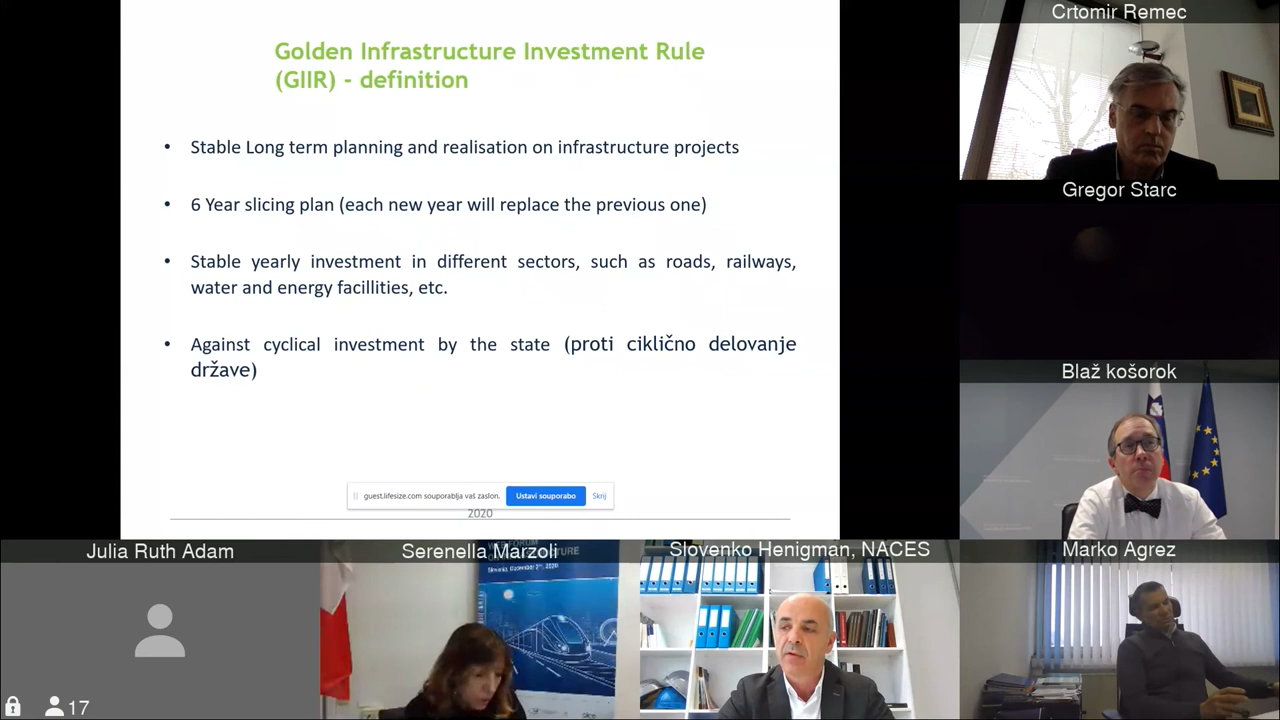 Golden Infrastructure Investment Rule
(GIIR) - definition
• Stable Long term planning and realisation on infrastructure projects
• 6 Year slicing plan (each new year will replace the previous one)
• Stable yearly investment in different sectors, such as roads, railways,
water and energy facillities, etc.
• Against cyclical investment by the state (proti ciklično delovanje
države)
guest.lifesize.com souporablja vaš zaslon.
Ustavi souporabo
Skrij
2020
Crtomir Remec
Gregor Starc
Blaž košorok
Julia Ruth Adam
Serenella Marzoli
Slovenko Henigman, NACES
Marko Agrez
Slovenia, December 2nd, 2020
17